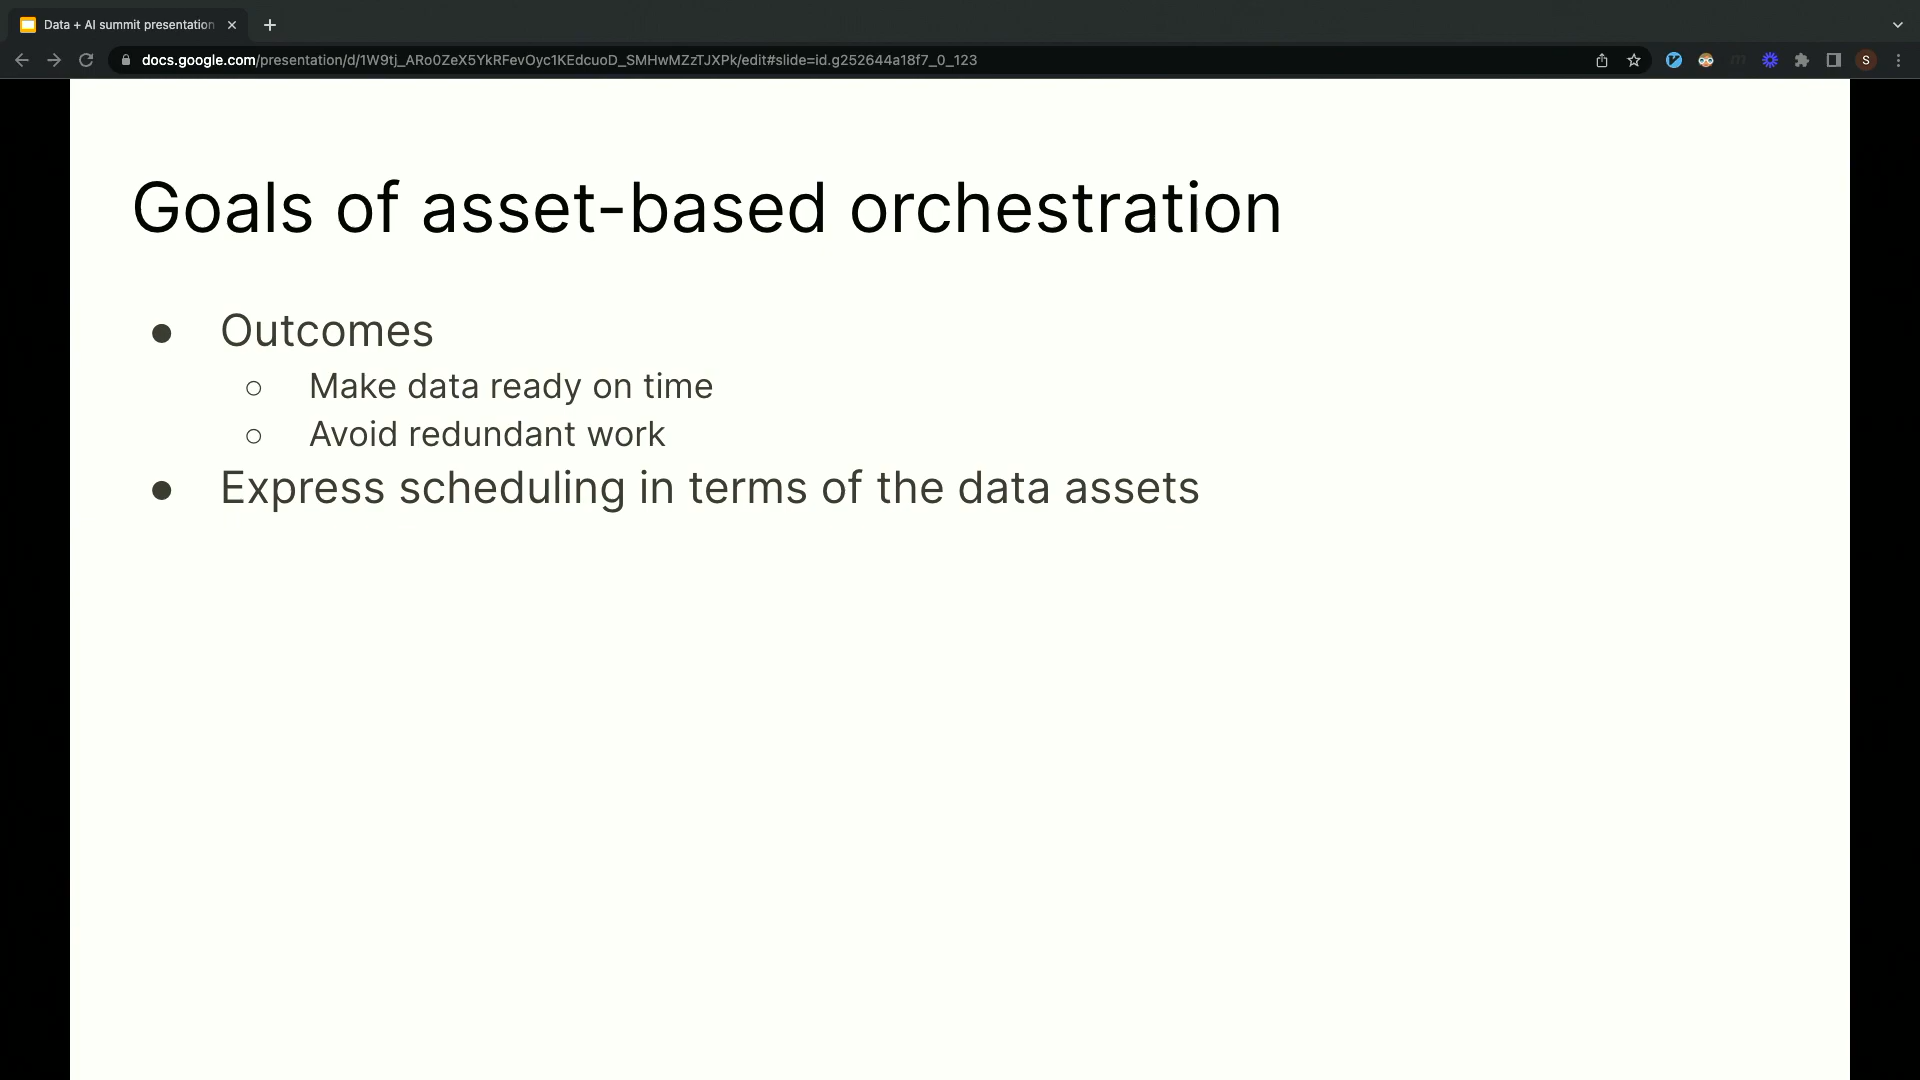 Data + AI summit presentation
docs.google.com/presentation/d/1W9tj_ARo0ZeX5YkRFevOyc1KEdcuoD_SMHwMZzTJXPk/edit#slide=id.g252644a18f7_0_123
m
S
Goals of asset-based orchestration
● Outcomes
○ Make data ready on time
○ Avoid redundant work
● Express scheduling in terms of the data assets